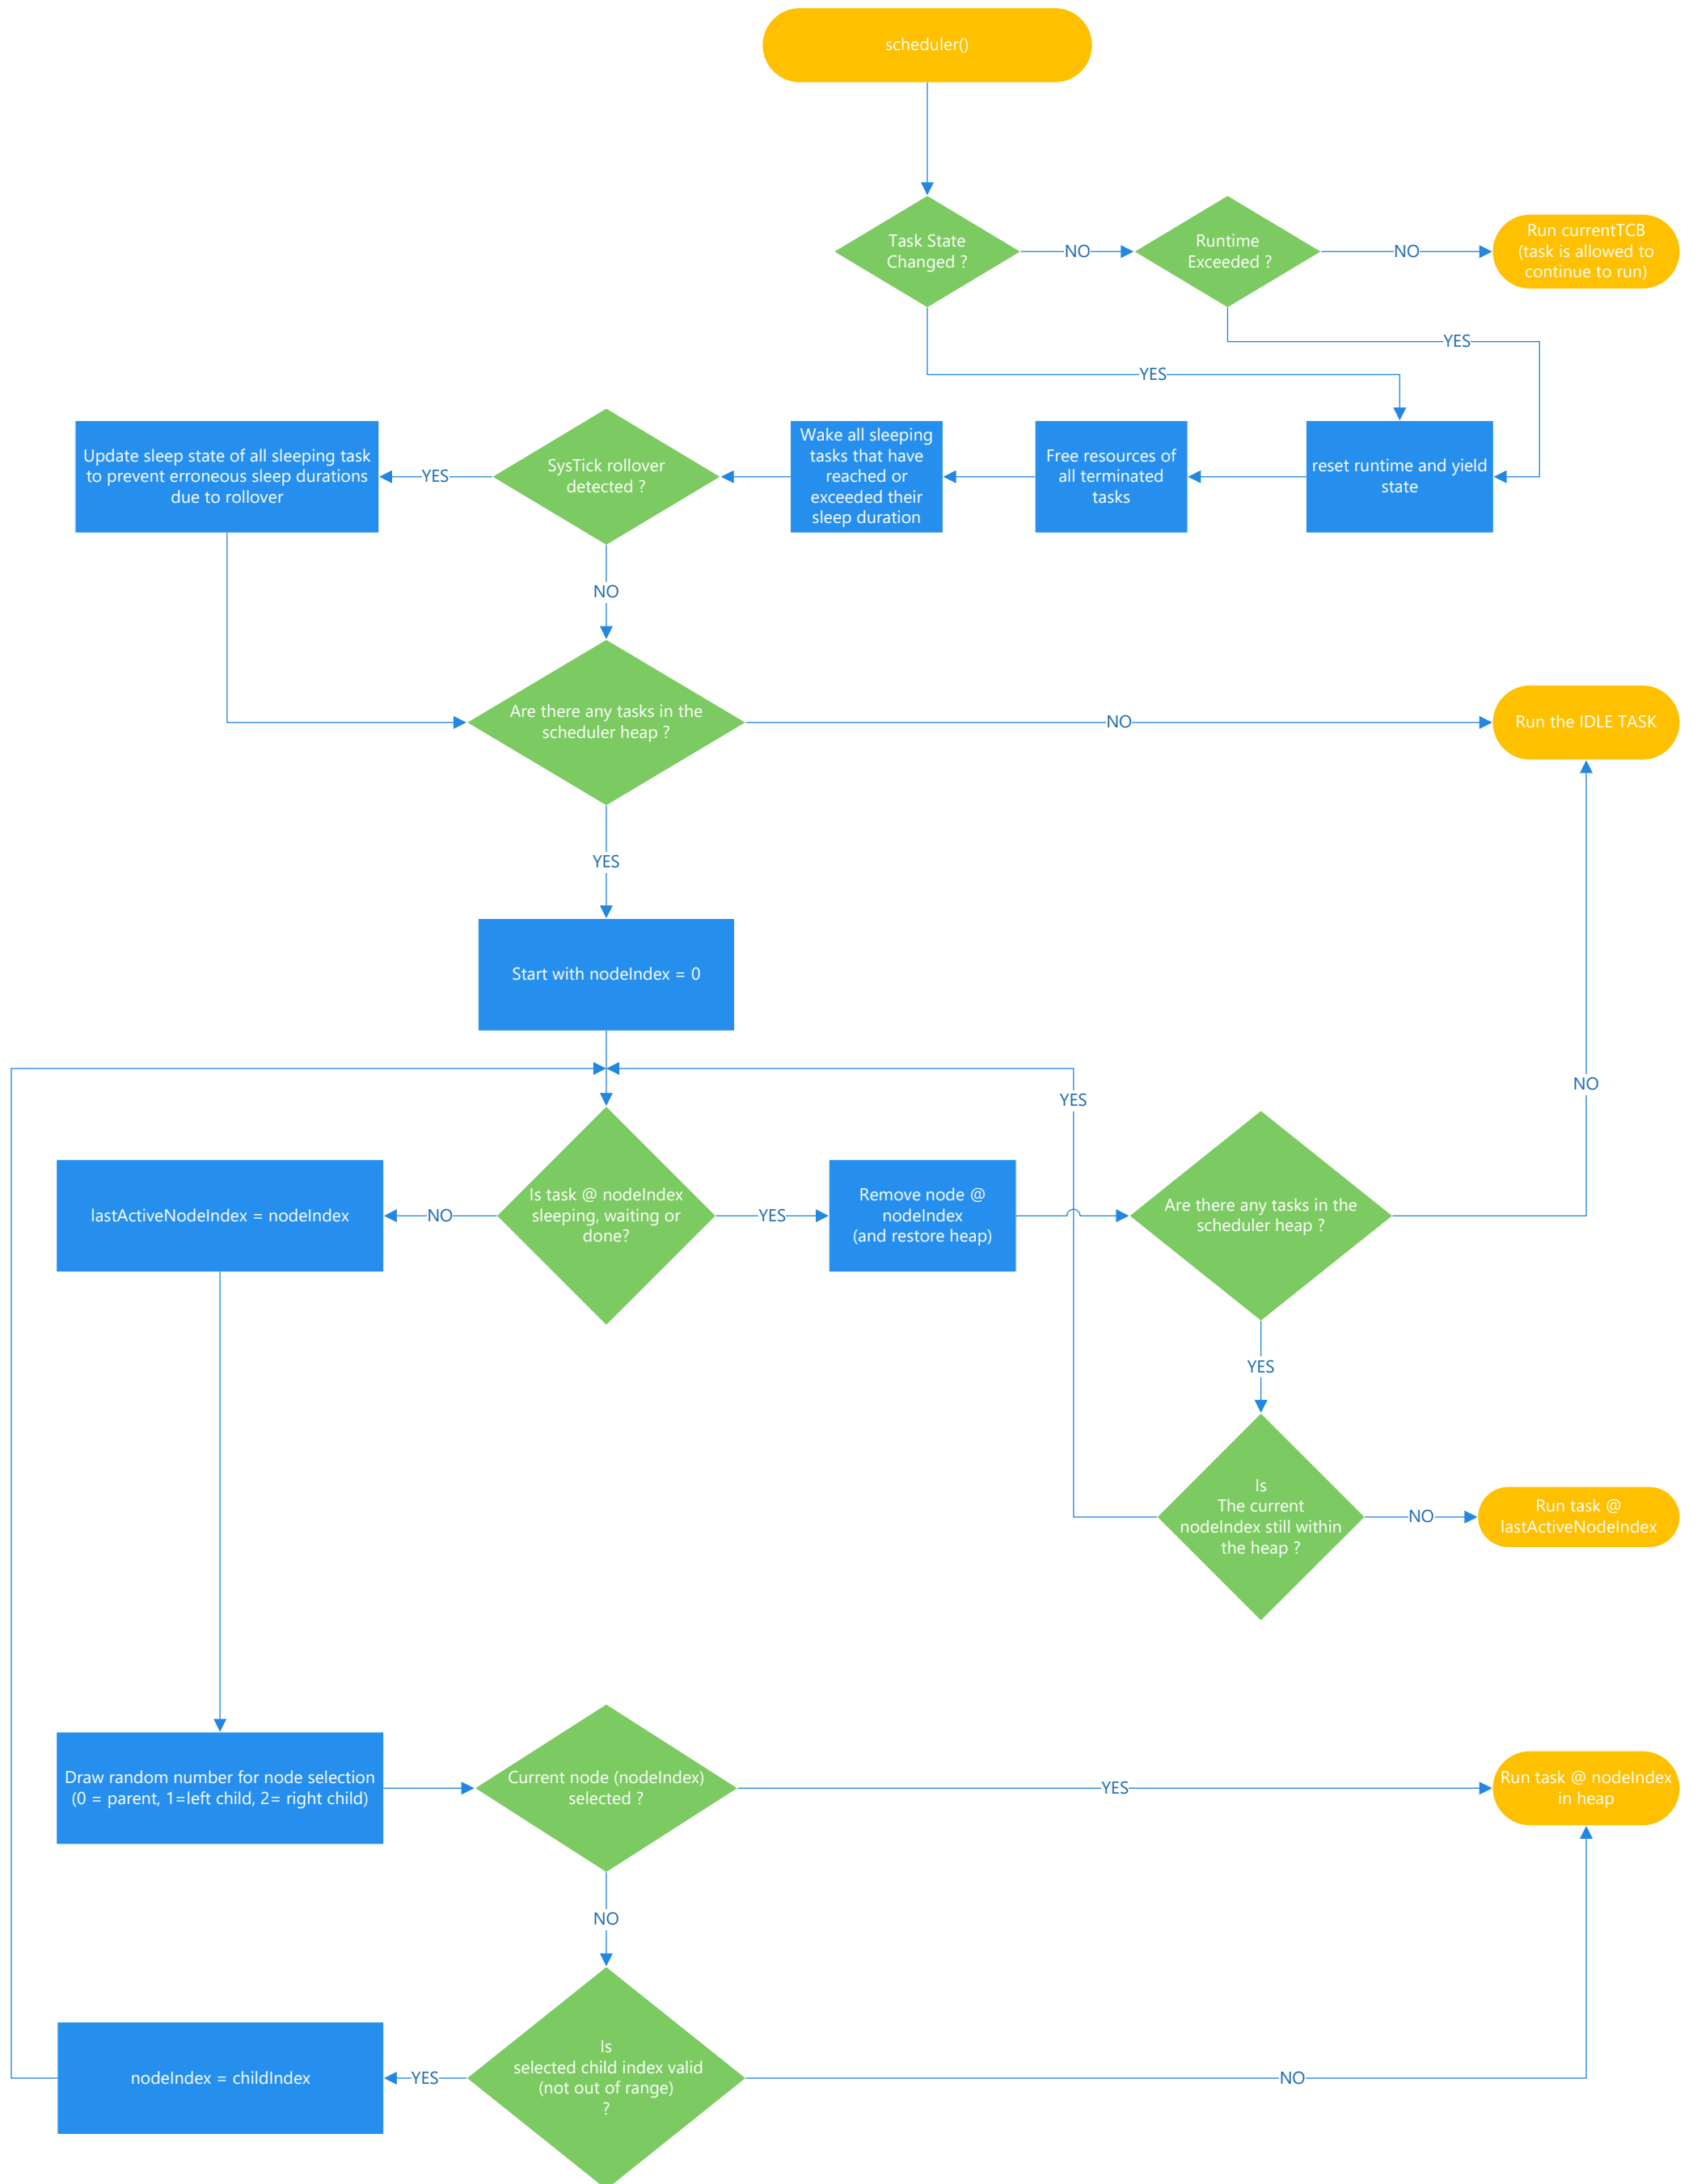 scheduler()
Task State
Changed ?
NO
Runtime
Exceeded ?
NO
Run currentTCB
(task is allowed to
continue to run)
YES
YES
Update sleep state of all sleeping task
to prevent erroneous sleep durations
due to rollover
YES
SysTick rollover
detected ?
Wake all sleeping
tasks that have
reached or
exceeded their
sleep duration
Free resources of
all terminated
tasks
reset runtime and yield
state
NO
Are there any tasks in the
scheduler heap ?
NO
Run the IDLE TASK
YES
Start with nodeIndex = 0
YES
NO
lastActiveNodeIndex = nodeIndex
NO
Is task @ nodeIndex
sleeping, waiting or
done?
YES
Remove node @
nodeIndex
(and restore heap)
Are there any tasks in the
scheduler heap ?
YES
Is
The current
nodeIndex still within
the heap ?
NO
Run task @
lastActiveNodeIndex
Draw random number for node selection
(0 = parent, 1=left child, 2= right child)
Current node (nodeIndex)
selected ?
YES
Run task @ nodeIndex
in heap
NO
nodeIndex = childIndex
YES
Is
selected child index valid
(not out of range)
?
NO